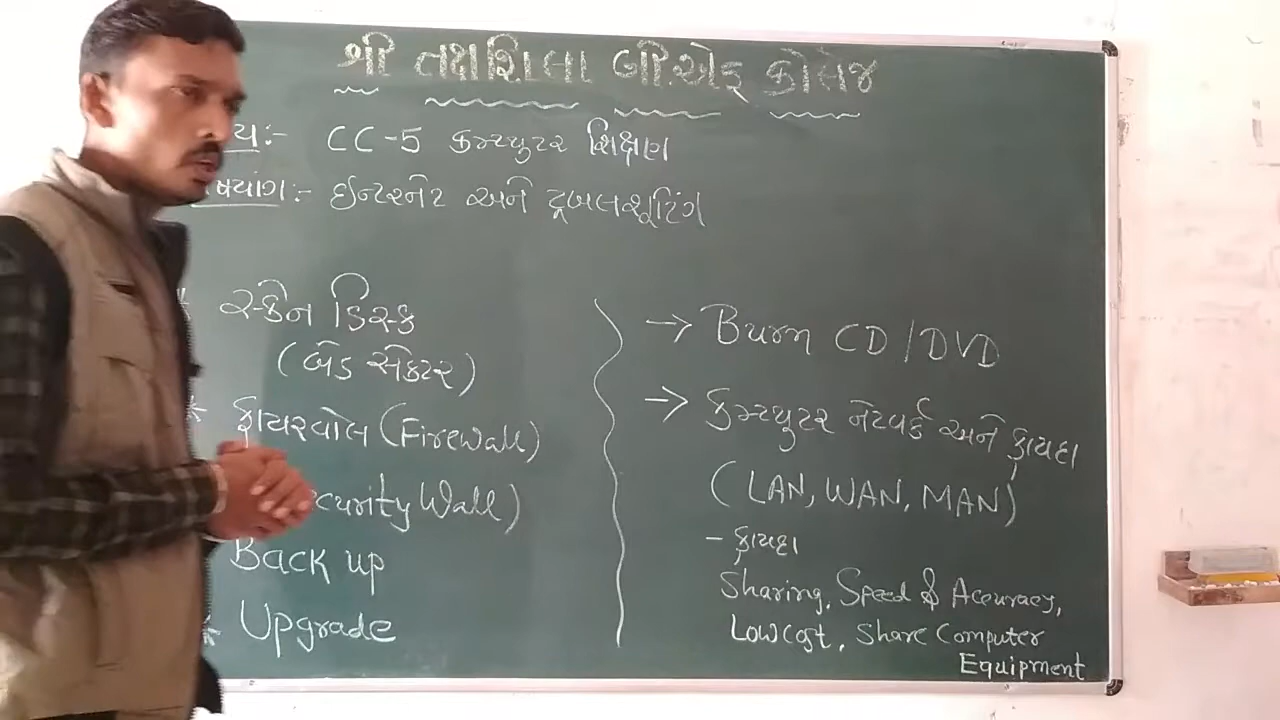 શ્રી તક્ષશિલા બી.એડ્ કોલેજ
ય:- CC-5 કમ્પ્યુટર શિક્ષણ
ષયાંગ:- ઈન્ટરનેટ અને ટ્રબલશૂટિંગ
સ્કેન ડિસ્ક
(બેડ સેક્ટર)
* ફાયરવોલ (Firewall)
curity Wall)
Back up
* Upgrade
→ Burn CD/DVD
→ કમ્પ્યુટર નેટવર્ક અને ફાયદા
(LAN, WAN, MAN)
- ફાયદા
Sharing, Speed & Accuracy,
Low cost, Share Computer
Equipment